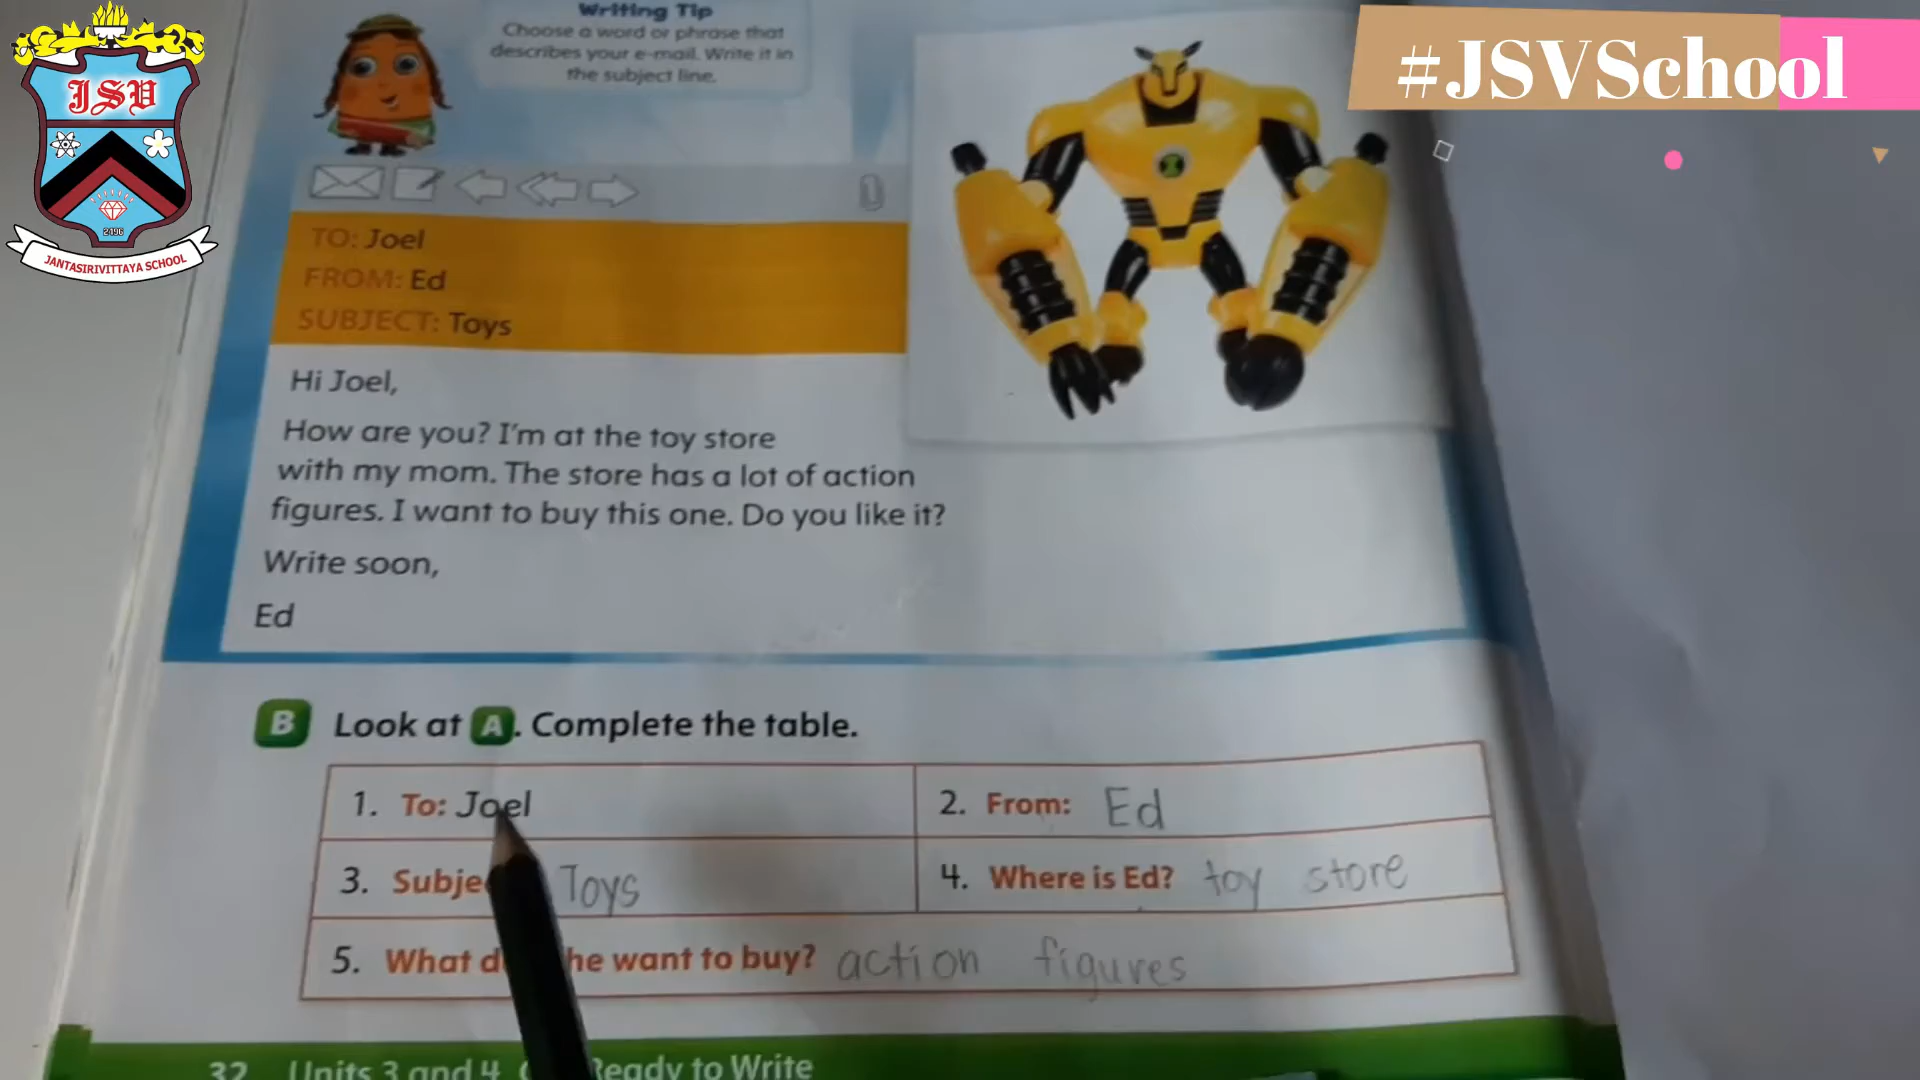 Writing Tip
Choose a word or phrase that
describes your e-mail. Write it in
the subject line.
JSV
2496
JANTASIRIVITTAYA SCHOOL
#JSVSchool
TO: Joel
FROM: Ed
SUBJECT: Toys
Hi Joel,
How are you? I'm at the toy store
with my mom. The store has a lot of action
figures. I want to buy this one. Do you like it?
Write soon,
Ed
B Look at A. Complete the table.
1. To: Joel
2. From: Ed
3. Subje Toys
4. Where is Ed? toy store
5. What d he want to buy? action figures
32 Units 3 and 4 Ready to Write